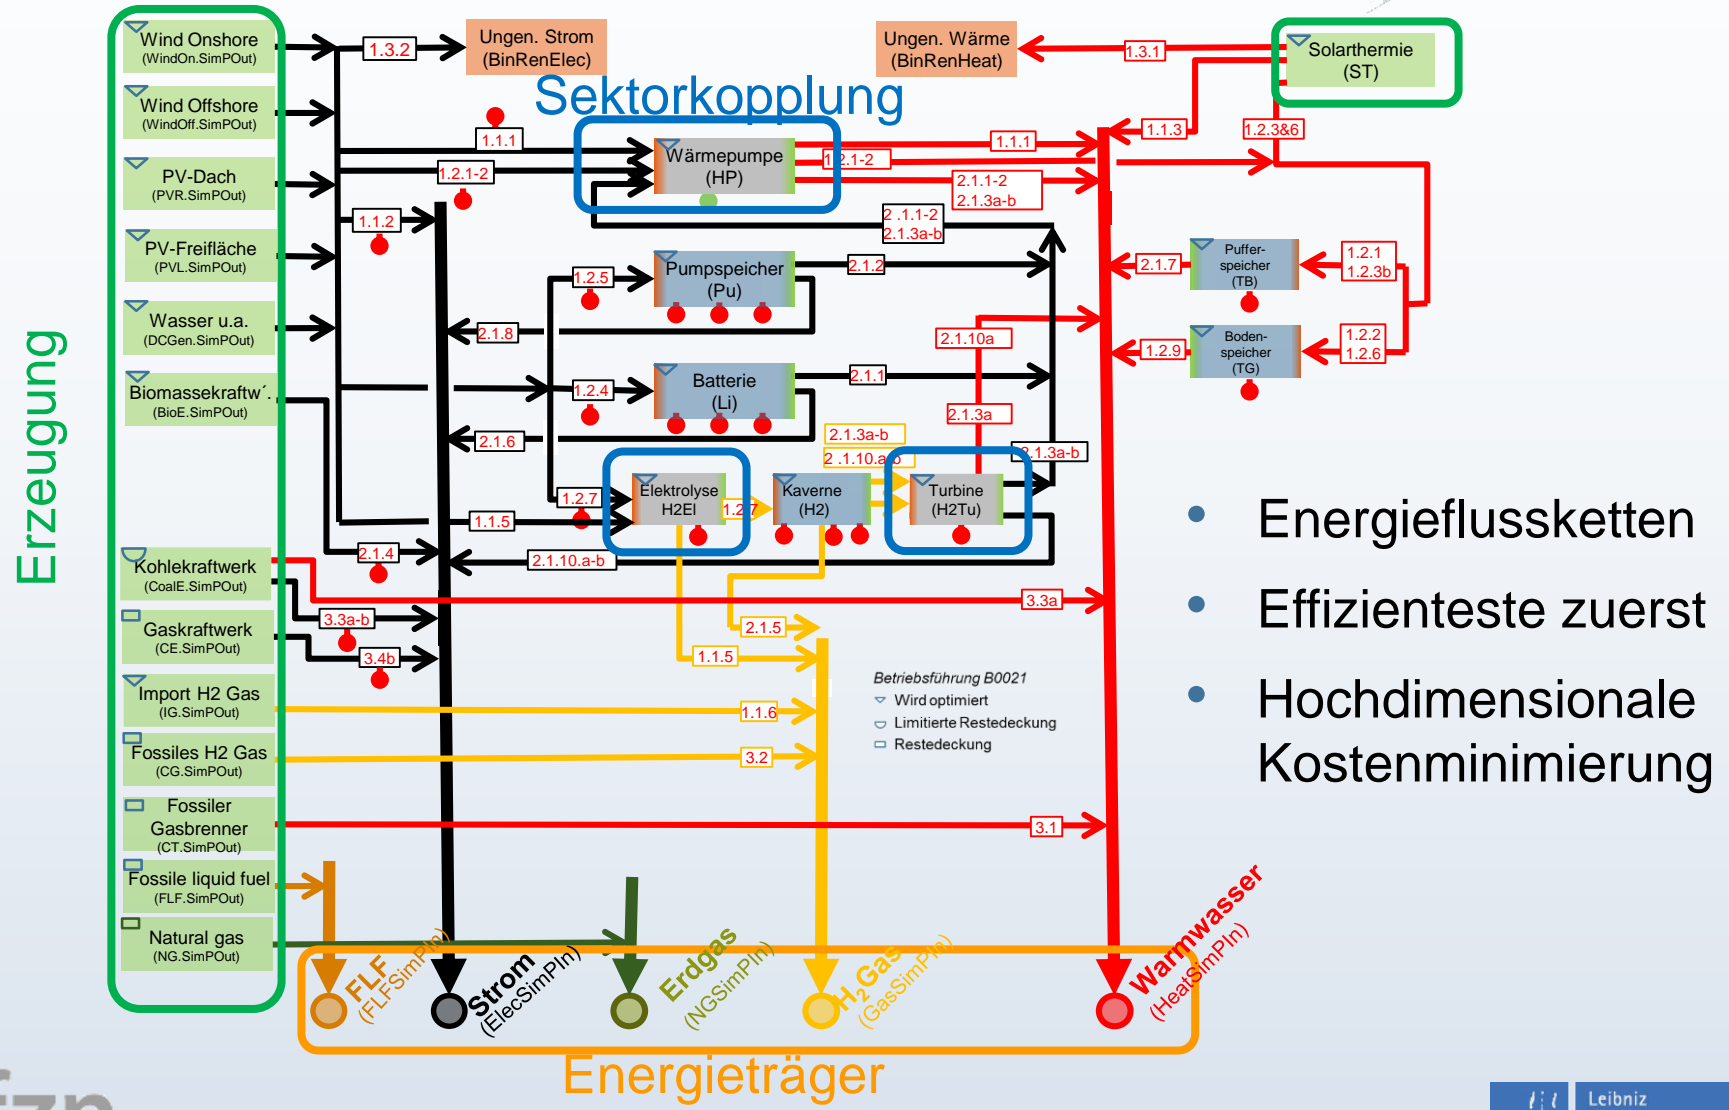 Wind Onshore
(WindOn.SimPOut)
Wind Offshore
(WindOff.SimPOut)
PV-Dach
(PVR.SimPOut)
PV-Freifläche
(PVL.SimPOut)
Wasser u.a.
(DCGen.SimPOut)
Biomassekraftw´.
(BioE.SimPOut)
Kohlekraftwerk
(CoalE.SimPOut)
Gaskraftwerk
(CE.SimPOut)
Import H2 Gas
(IG.SimPOut)
Fossiles H2 Gas
(CG.SimPOut)
Fossiler
Gasbrenner
(CT.SimPOut)
Fossile liquid fuel
(FLF.SimPOut)
Natural gas
(NG.SimPOut)
Erzeugung
1.3.2
Ungen. Strom
(BinRenElec)
Ungen. Wärme
(BinRenHeat)
1.3.1
Solarthermie
(ST)
Sektorkopplung
1.1.1
1.2.1-2
Wärmepumpe
(HP)
1.1.1
1.2.1-2
2.1.1-2
2.1.3a-b
1.1.3
1.2.3&6
1.1.2
2 .1.1-2
2.1.3a-b
1.2.5
Pumpspeicher
(Pu)
2.1.2
2.1.8
2.1.7
Puffer-
speicher
(TB)
1.2.1
1.2.3b
2.1.10a
1.2.9
Boden-
speicher
(TG)
1.2.2
1.2.6
1.2.4
Batterie
(Li)
2.1.1
2.1.6
2.1.3a
2.1.3a-b
2 .1.10.a-b
2.1.3a-b
1.2.7
Elektrolyse
H2El
1.2.7
Kaverne
(H2)
Turbine
(H2Tu)
1.1.5
2.1.4
2.1.10.a-b
3.3a
3.3a-b
3.4b
2.1.5
1.1.5
1.1.6
3.2
3.1
Betriebsführung B0021
Wird optimiert
Limitierte Restedeckung
Restedeckung
Energieflussketten
Effizienteste zuerst
Hochdimensionale
Kostenminimierung
FLF
(FLFSimPIn)
Strom
(ElecSimPIn)
Erdgas
(NGSimPIn)
H2Gas
(GasSimPIn)
Warmwasser
(HeatSimPIn)
Energieträger
Leibniz